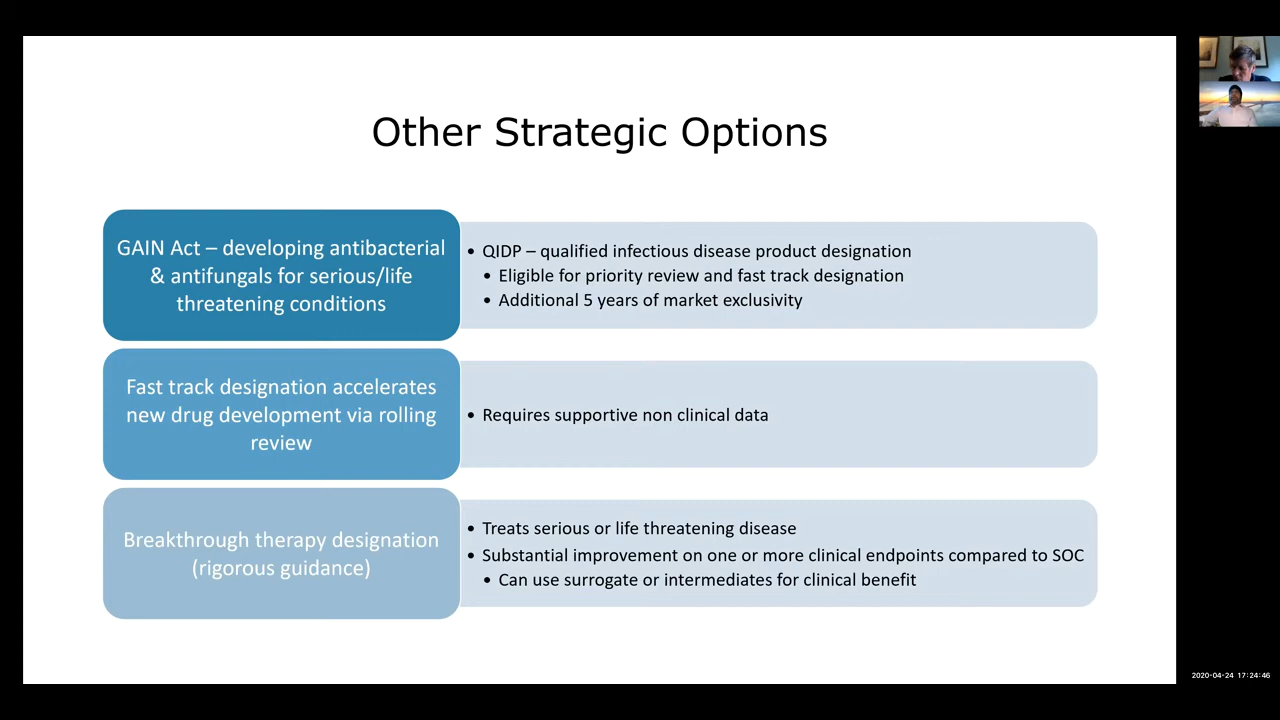 Other Strategic Options
GAIN Act – developing antibacterial
& antifungals for serious/life
threatening conditions
• QIDP – qualified infectious disease product designation
• Eligible for priority review and fast track designation
• Additional 5 years of market exclusivity
Fast track designation accelerates
new drug development via rolling
review
• Requires supportive non clinical data
Breakthrough therapy designation
(rigorous guidance)
• Treats serious or life threatening disease
• Substantial improvement on one or more clinical endpoints compared to SOC
• Can use surrogate or intermediates for clinical benefit
2020-04-24 17:24:46